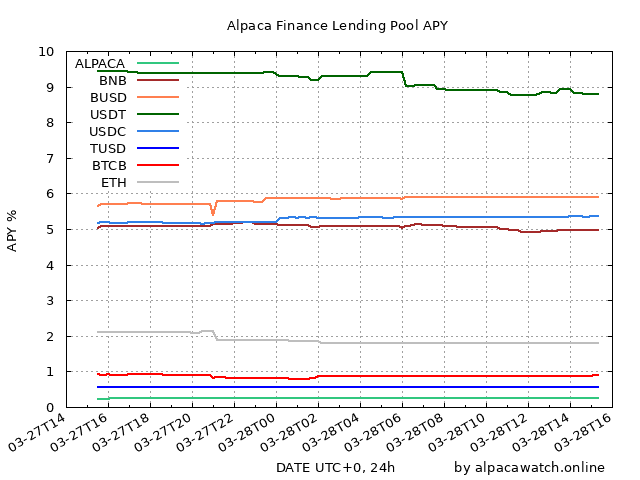 Alpaca Finance Lending Pool APY
10
9
8
7
6
5
4
3
2
1
0
APY %
ALPACA
BNB
BUSD
USDT
USDC
TUSD
BTCB
ETH
03-27T14
03-27T16
03-27T18
03-27T20
03-27T22
03-28T00
03-28T02
03-28T04
03-28T06
03-28T08
03-28T10
03-28T12
03-28T14
03-28T16
DATE UTC+0, 24h
by alpacawatch.online